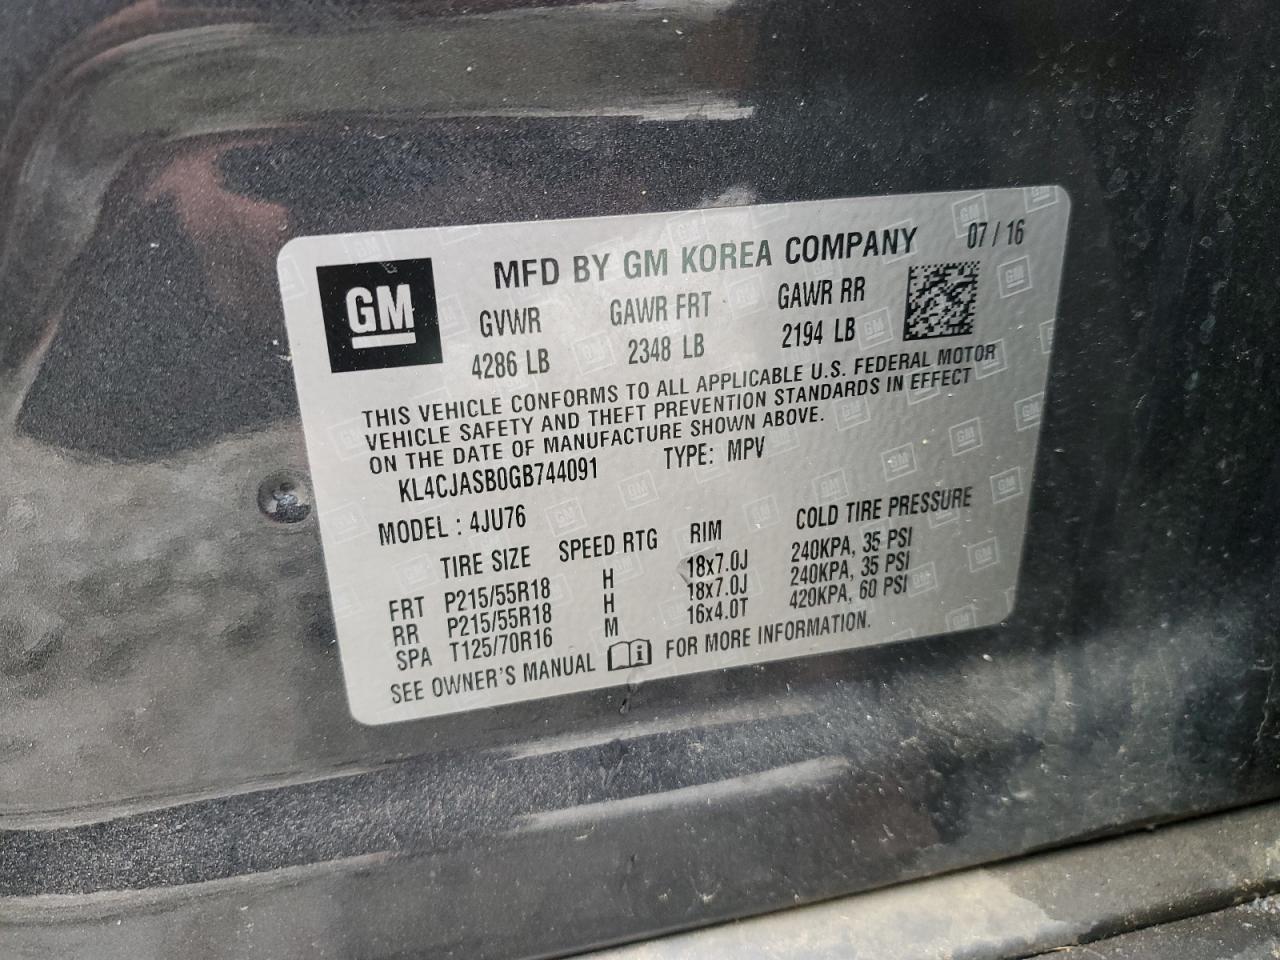 GM
MFD BY GM KOREA COMPANY 07 / 16
GVWR GAWR FRT GAWR RR
4286 LB 2348 LB 2194 LB
THIS VEHICLE CONFORMS TO ALL APPLICABLE U.S. FEDERAL MOTOR
VEHICLE SAFETY AND THEFT PREVENTION STANDARDS IN EFFECT
ON THE DATE OF MANUFACTURE SHOWN ABOVE.
KL4CJASB0GB744091 TYPE: MPV
MODEL : 4JU76
TIRE SIZE SPEED RTG RIM COLD TIRE PRESSURE
FRT P215/55R18 H 18x7.0J 240KPA, 35 PSI
RR P215/55R18 H 18x7.0J 240KPA, 35 PSI
SPA T125/70R16 M 16x4.0T 420KPA, 60 PSI
SEE OWNER'S MANUAL FOR MORE INFORMATION.